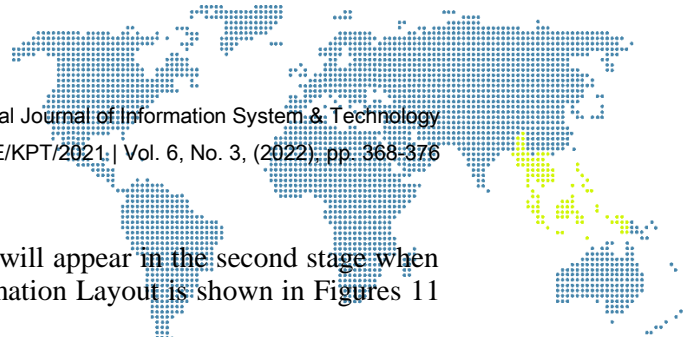 al Journal of Information System & Technology
E/KPT/2021 | Vol. 6, No. 3, (2022), pp. 368-376
will appear in the second stage when
nation Layout is shown in Figures 11